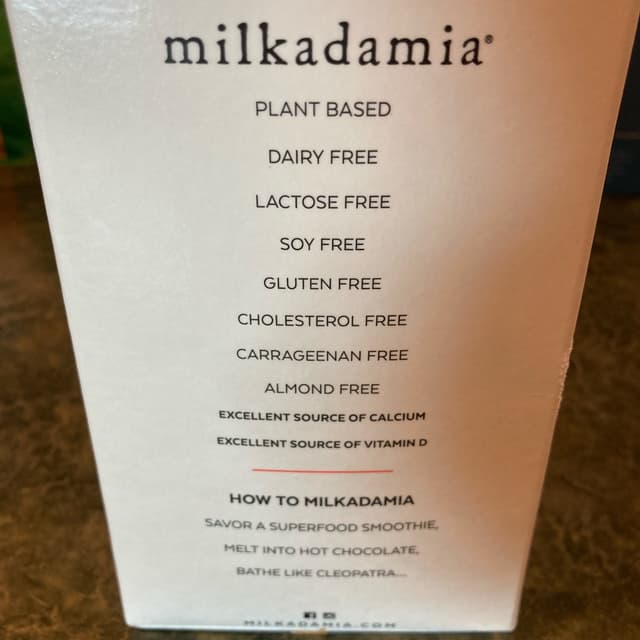 milkadamia®
PLANT BASED
DAIRY FREE
LACTOSE FREE
SOY FREE
GLUTEN FREE
CHOLESTEROL FREE
CARRAGEENAN FREE
ALMOND FREE
EXCELLENT SOURCE OF CALCIUM
EXCELLENT SOURCE OF VITAMIN D
HOW TO MILKADAMIA
SAVOR A SUPERFOOD SMOOTHIE,
MELT INTO HOT CHOCOLATE,
BATHE LIKE CLEOPATRA...
MILKADAMIA.COM